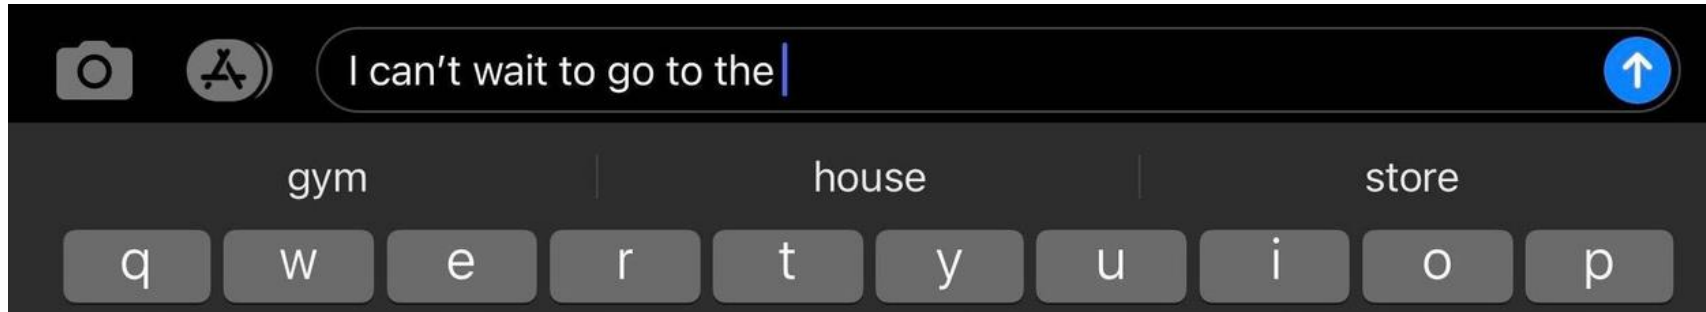 I can’t wait to go to the
gym house store
q w e r t y u i o p